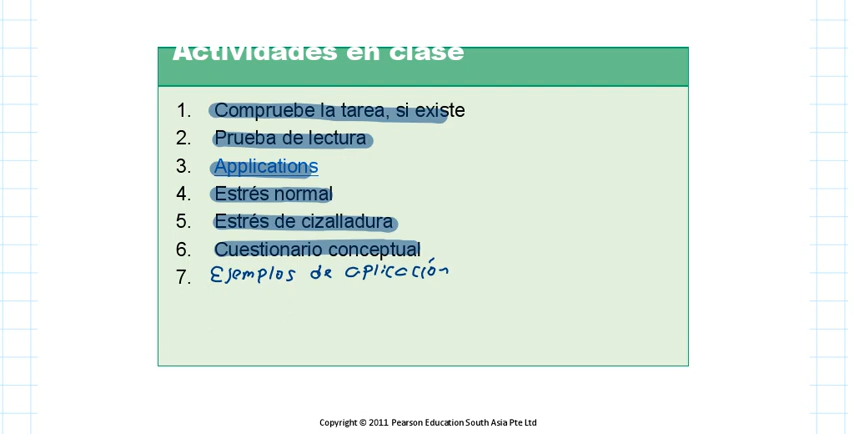 Actividades en clase
1. Compruebe la tarea, si existe
2. Prueba de lectura
3. Applications
4. Estrés normal
5. Estrés de cizalladura
6. Cuestionario conceptual
7. Ejemplos de aplicación
Copyright © 2011 Pearson Education South Asia Pte Ltd